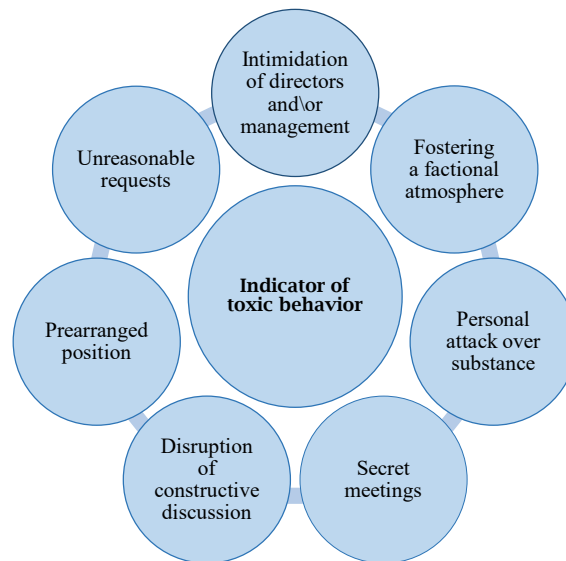 Intimidation
of directors
and\or
management
Fostering
a factional
atmosphere
Personal
attack over
substance
Secret
meetings
Disruption
of
constructive
discussion
Prearranged
position
Unreasonable
requests
Indicator of
toxic behavior